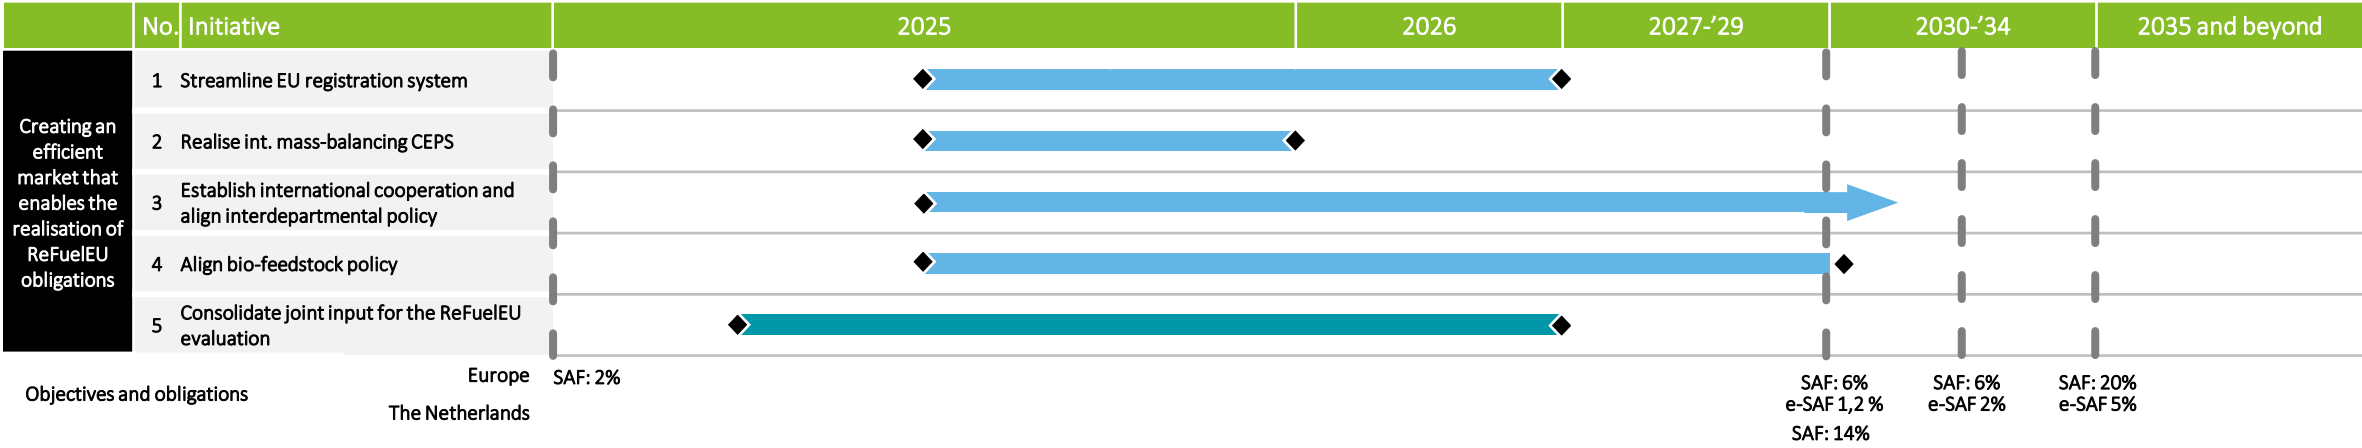 No. Initiative 2025 2026 2027-’29 2030-’34 2035 and beyond
Creating an
efficient
market that
enables the
realisation of
ReFuelEU
obligations
1 Streamline EU registration system
2 Realise int. mass-balancing CEPS
3 Establish international cooperation and
align interdepartmental policy
4 Align bio-feedstock policy
5 Consolidate joint input for the ReFuelEU
evaluation
Objectives and obligations
Europe SAF: 2% SAF: 6% SAF: 6% SAF: 20%
e-SAF 1,2 % e-SAF 2% e-SAF 5%
The Netherlands SAF: 14%